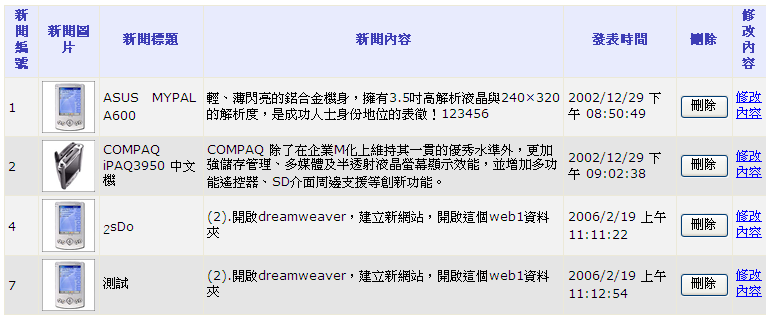 新聞編號 新聞圖片 新聞標題 新聞內容 發表時間 刪除 修改內容
1 ASUS MYPAL A600 輕、薄閃亮的鋁合金機身，擁有3.5吋高解析液晶與240×320的解析度，是成功人士身份地位的表徵！123456 2002/12/29 下午 08:50:49 刪除 修改內容
2 COMPAQ iPAQ3950 中文機 COMPAQ 除了在企業M化上維持其一貫的優秀水準外，更加強儲存管理、多媒體及半透射液晶螢幕顯示效能，並增加多功能遙控器、SD介面周邊支援等創新功能。 2002/12/29 下午 09:02:38 刪除 修改內容
4 2sDo (2).開啟dreamweaver，建立新網站，開啟這個web1資料夾 2006/2/19 上午 11:11:22 刪除 修改內容
7 測試 (2).開啟dreamweaver，建立新網站，開啟這個web1資料夾 2006/2/19 上午 11:12:54 刪除 修改內容